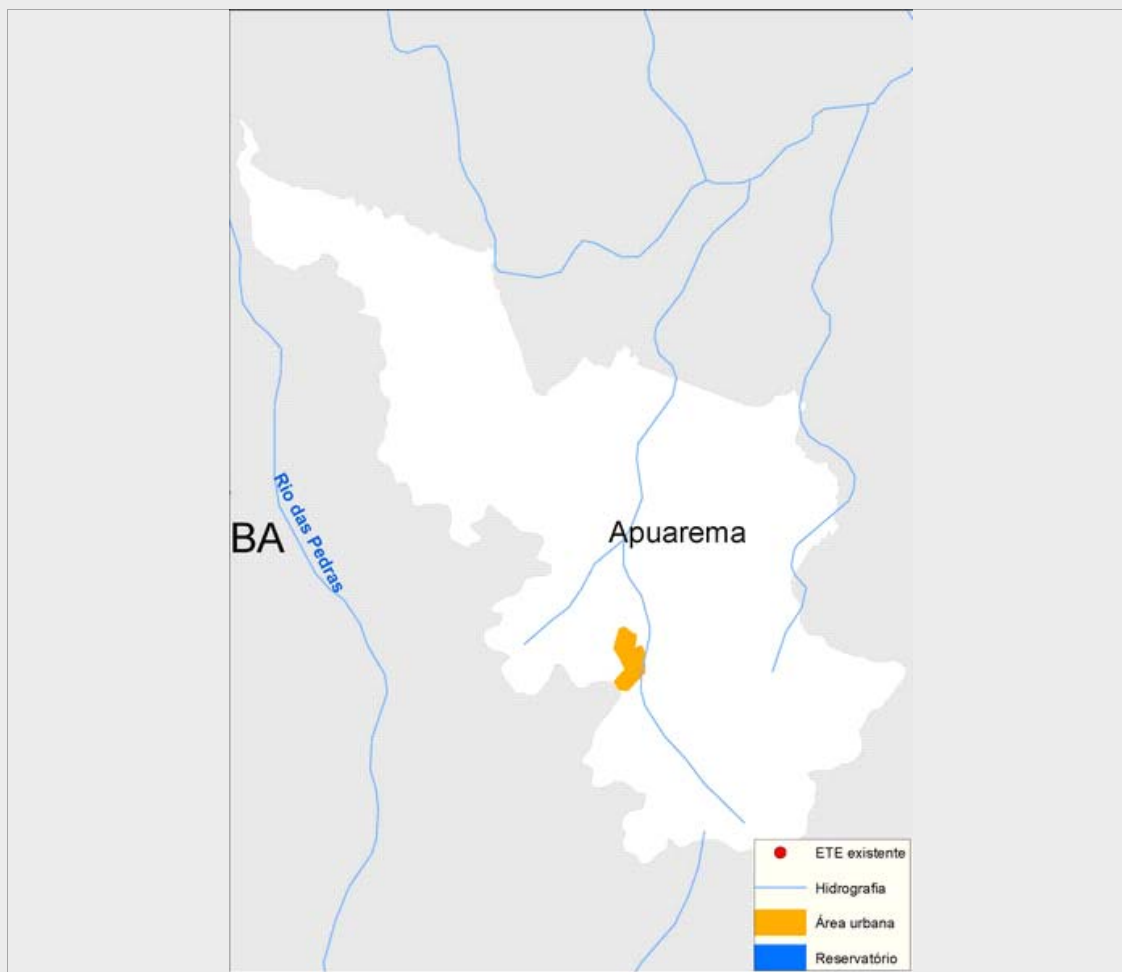 Rio das Pedras
BA
Apuarema
ETE existente
Hidrografia
Área urbana
Reservatório